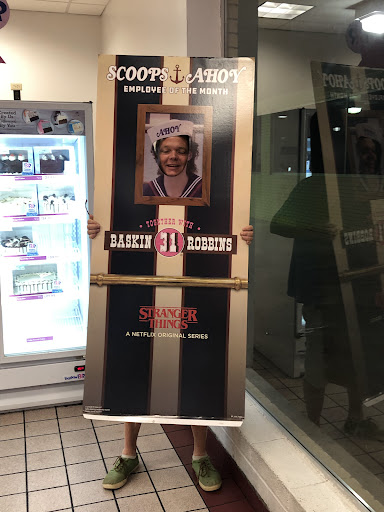 SCOOPS AHOY
EMPLOYEE OF THE MONTH
AHOY
TOGETHER WITH
BASKIN 31 ROBBINS
STRANGER
THINGS
A NETFLIX ORIGINAL SERIES